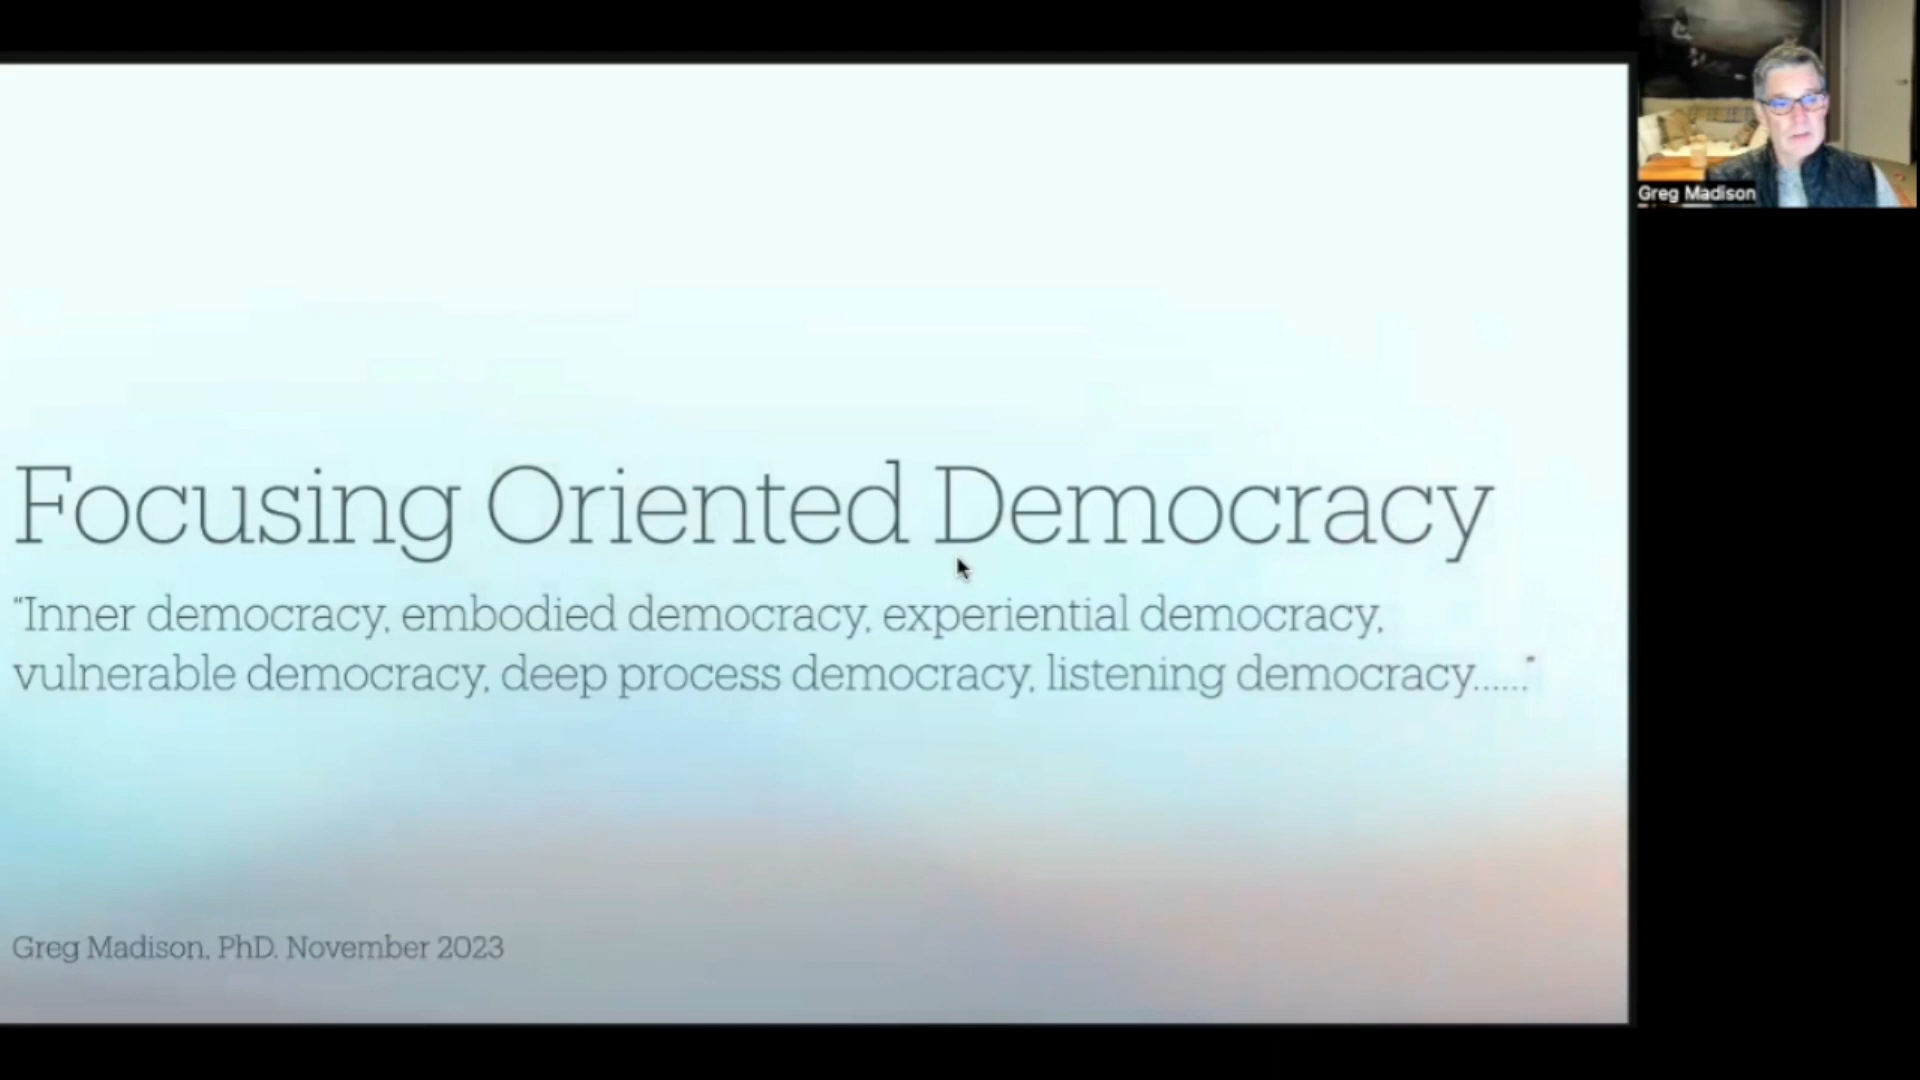 Greg Madison
Focusing Oriented Democracy
“Inner democracy, embodied democracy, experiential democracy,
vulnerable democracy, deep process democracy, listening democracy......”
Greg Madison, PhD. November 2023